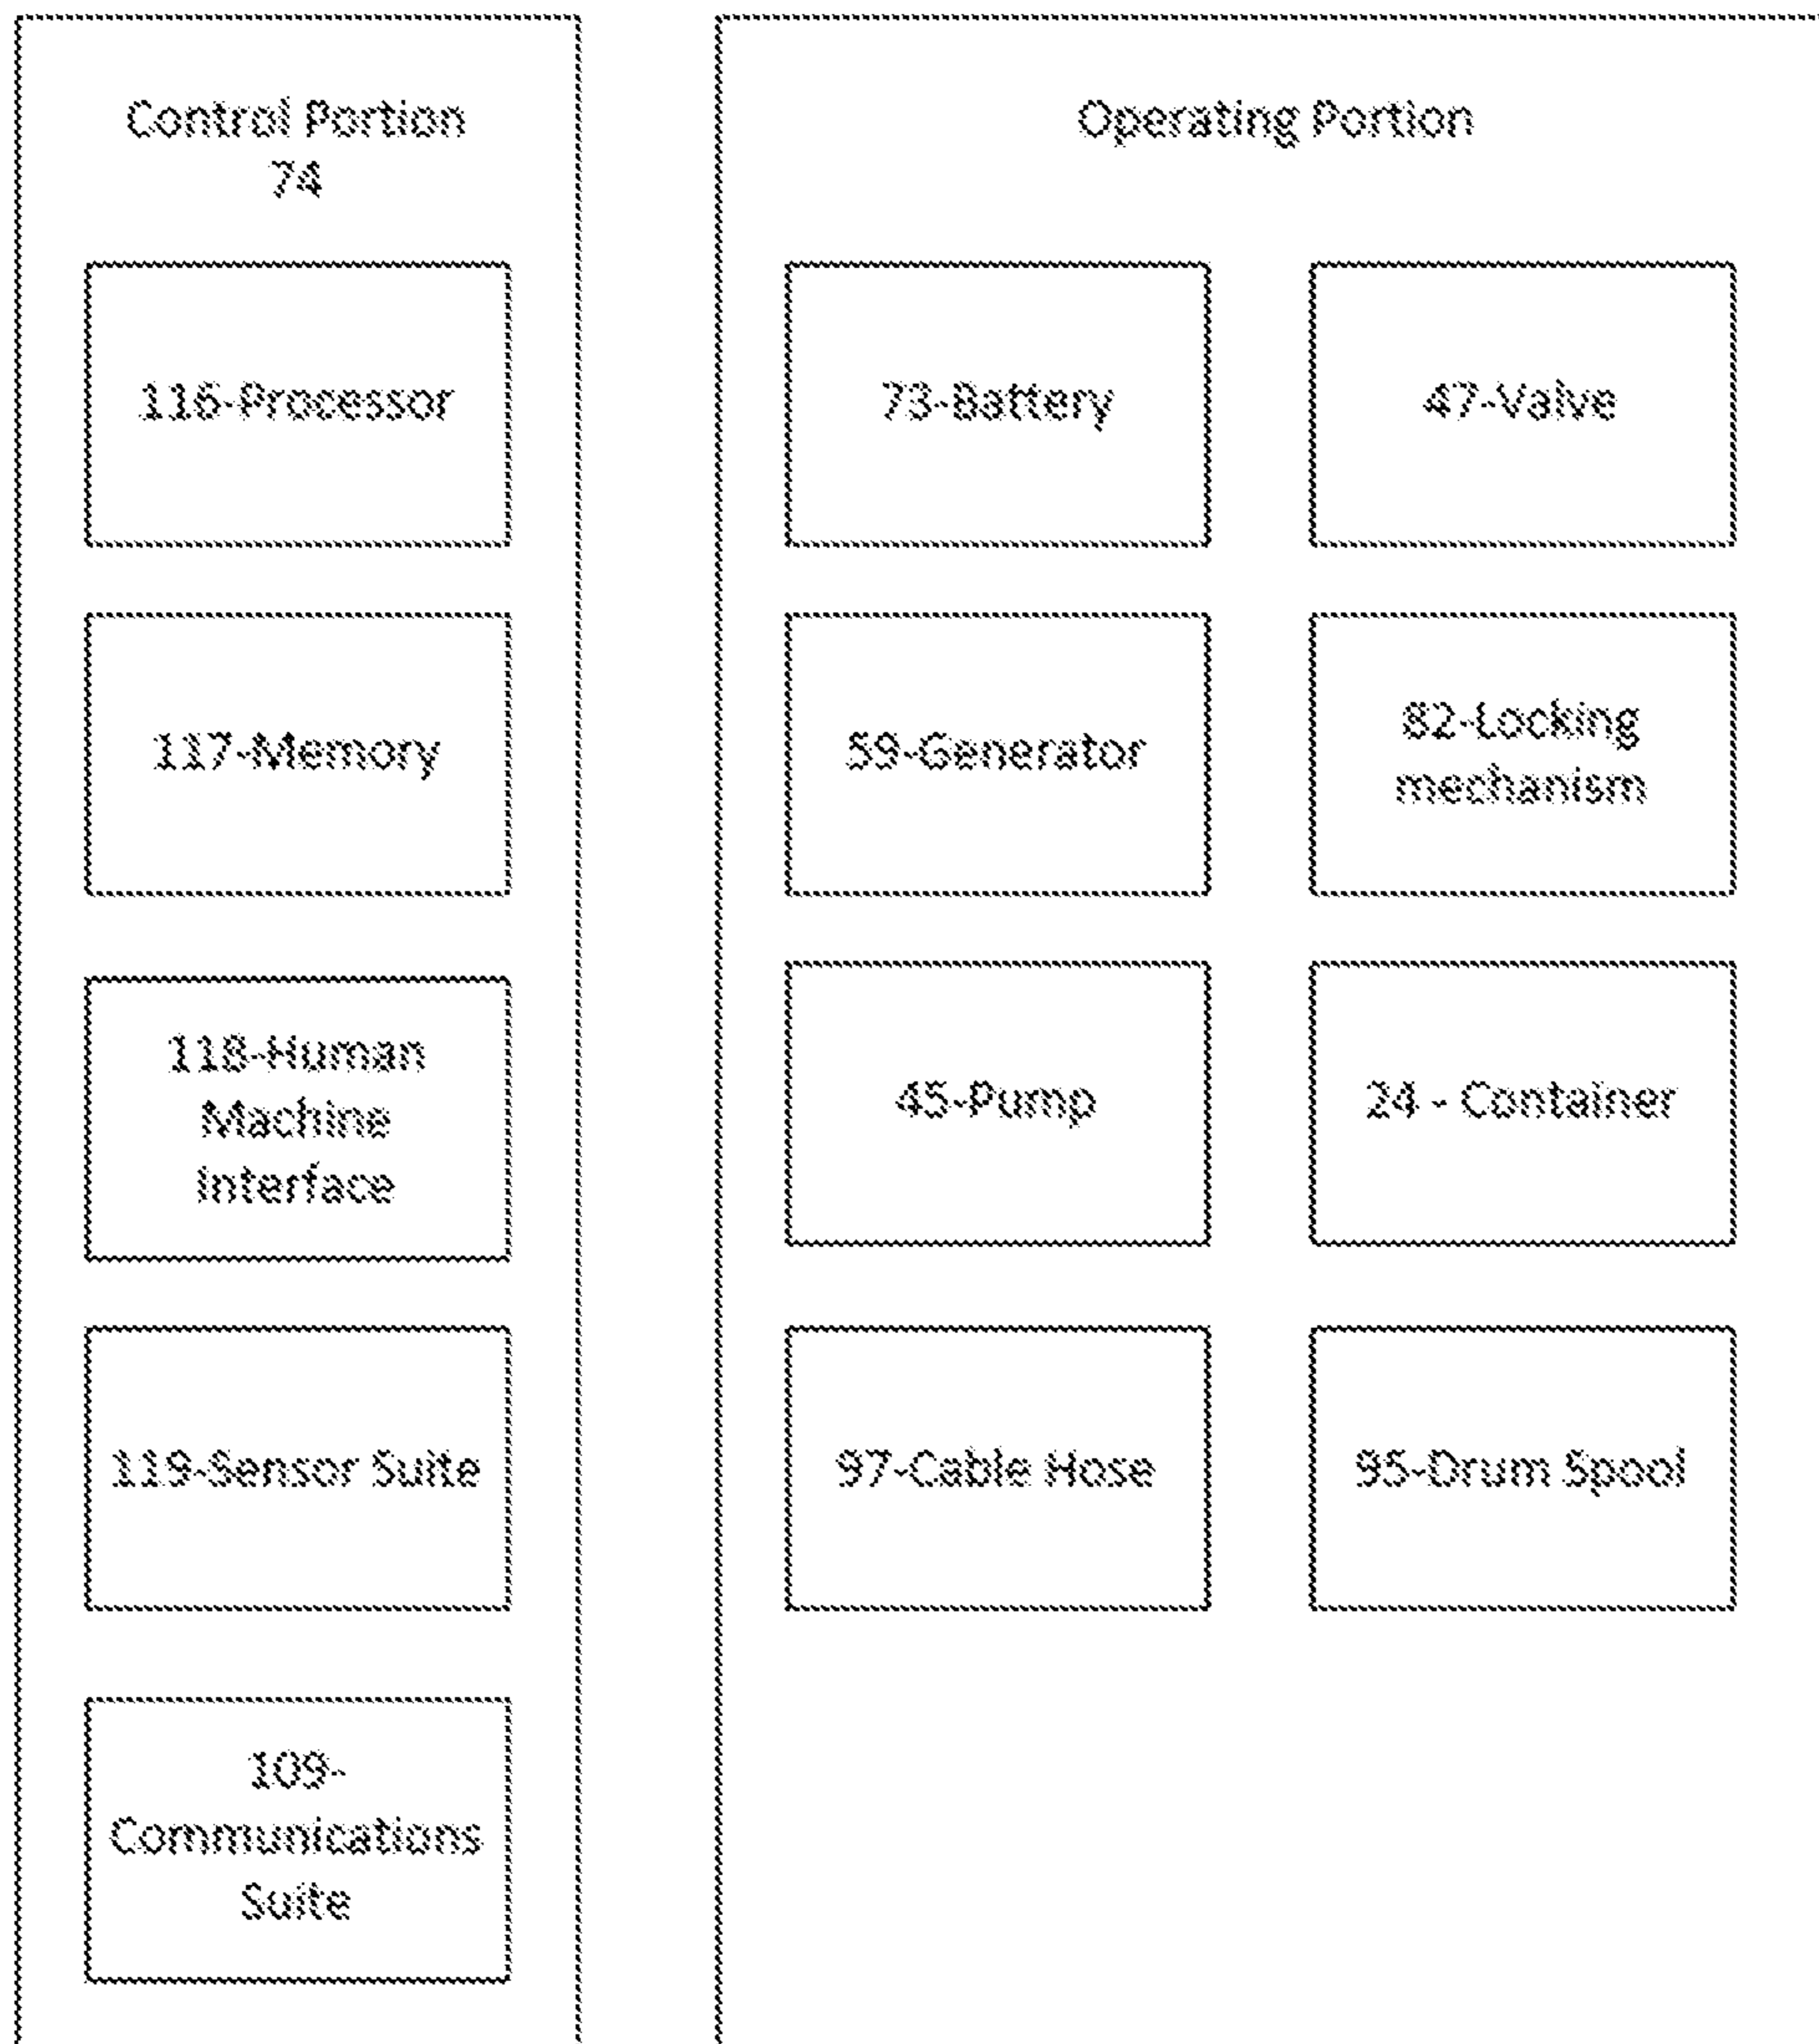 Control Portion
74
116-Processor
117-Memory
118-Human
Machine
Interface
119-Sensor Suite
109-
Communications
Suite
Operating Portion
73-Battery
47-Valve
59-Generator
82-Locking
mechanism
45-Pump
24 - Container
97-Cable Hose
95-Drum Spool